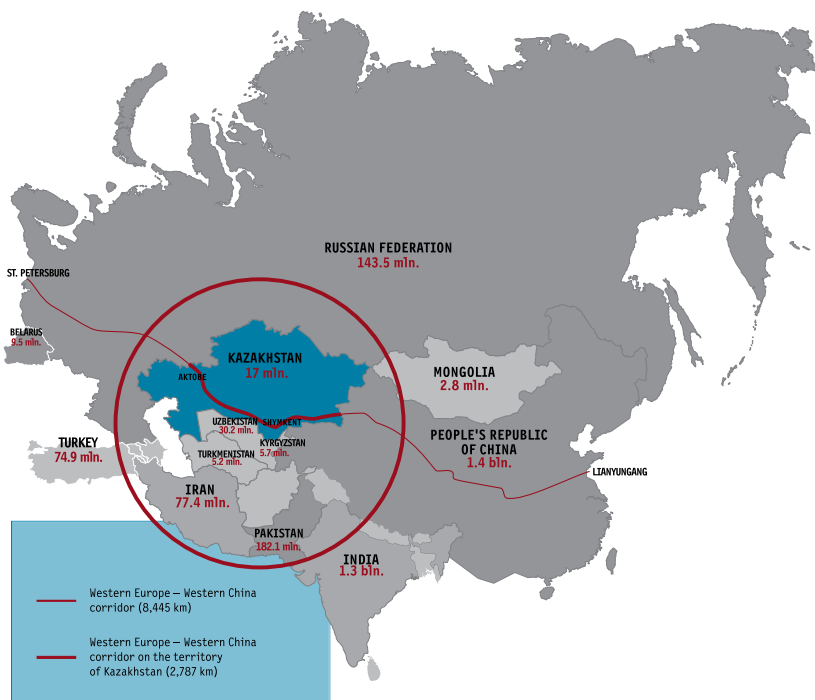 RUSSIAN FEDERATION
143.5 mln.
ST. PETERSBURG
BELARUS
9.5 mln.
KAZAKHSTAN
17 mln.
AKTOBE
MONGOLIA
2.8 mln.
UZBEKISTAN
30.2 mln.
SHYMKENT
KYRGYZSTAN
5.7 mln.
TURKMENISTAN
5.2 mln.
TURKEY
74.9 mln.
PEOPLE'S REPUBLIC
OF CHINA
1.4 bln.
LIANYUNGANG
IRAN
77.4 mln.
PAKISTAN
182.1 mln.
INDIA
1.3 bln.
Western Europe — Western China
corridor (8,445 km)
Western Europe — Western China
corridor on the territory
of Kazakhstan (2,787 km)